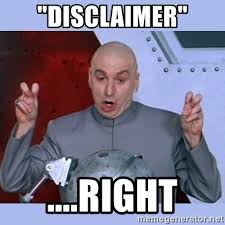 "DISCLAIMER"
....RIGHT
memegenerator.net